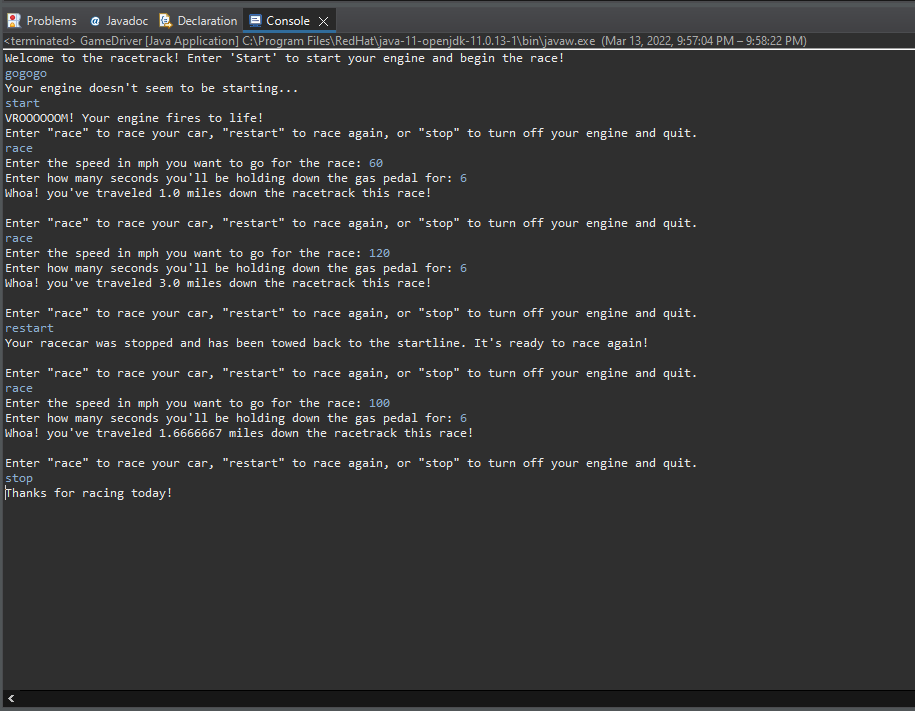 Problems @ Javadoc Declaration Console
<terminated> GameDriver [Java Application] C:\Program Files\RedHat\java-11-openjdk-11.0.13-1\bin\javaw.exe (Mar 13, 2022, 9:57:04 PM – 9:58:22 PM)
Welcome to the racetrack! Enter 'Start' to start your engine and begin the race!
gogogo
Your engine doesn't seem to be starting...
start
VROOOOOOM! Your engine fires to life!
Enter "race" to race your car, "restart" to race again, or "stop" to turn off your engine and quit.
race
Enter the speed in mph you want to go for the race: 60
Enter how many seconds you'll be holding down the gas pedal for: 6
Whoa! you've traveled 1.0 miles down the racetrack this race!
Enter "race" to race your car, "restart" to race again, or "stop" to turn off your engine and quit.
race
Enter the speed in mph you want to go for the race: 120
Enter how many seconds you'll be holding down the gas pedal for: 6
Whoa! you've traveled 3.0 miles down the racetrack this race!
Enter "race" to race your car, "restart" to race again, or "stop" to turn off your engine and quit.
restart
Your racecar was stopped and has been towed back to the startline. It's ready to race again!
Enter "race" to race your car, "restart" to race again, or "stop" to turn off your engine and quit.
race
Enter the speed in mph you want to go for the race: 100
Enter how many seconds you'll be holding down the gas pedal for: 6
Whoa! you've traveled 1.6666667 miles down the racetrack this race!
Enter "race" to race your car, "restart" to race again, or "stop" to turn off your engine and quit.
stop
Thanks for racing today!